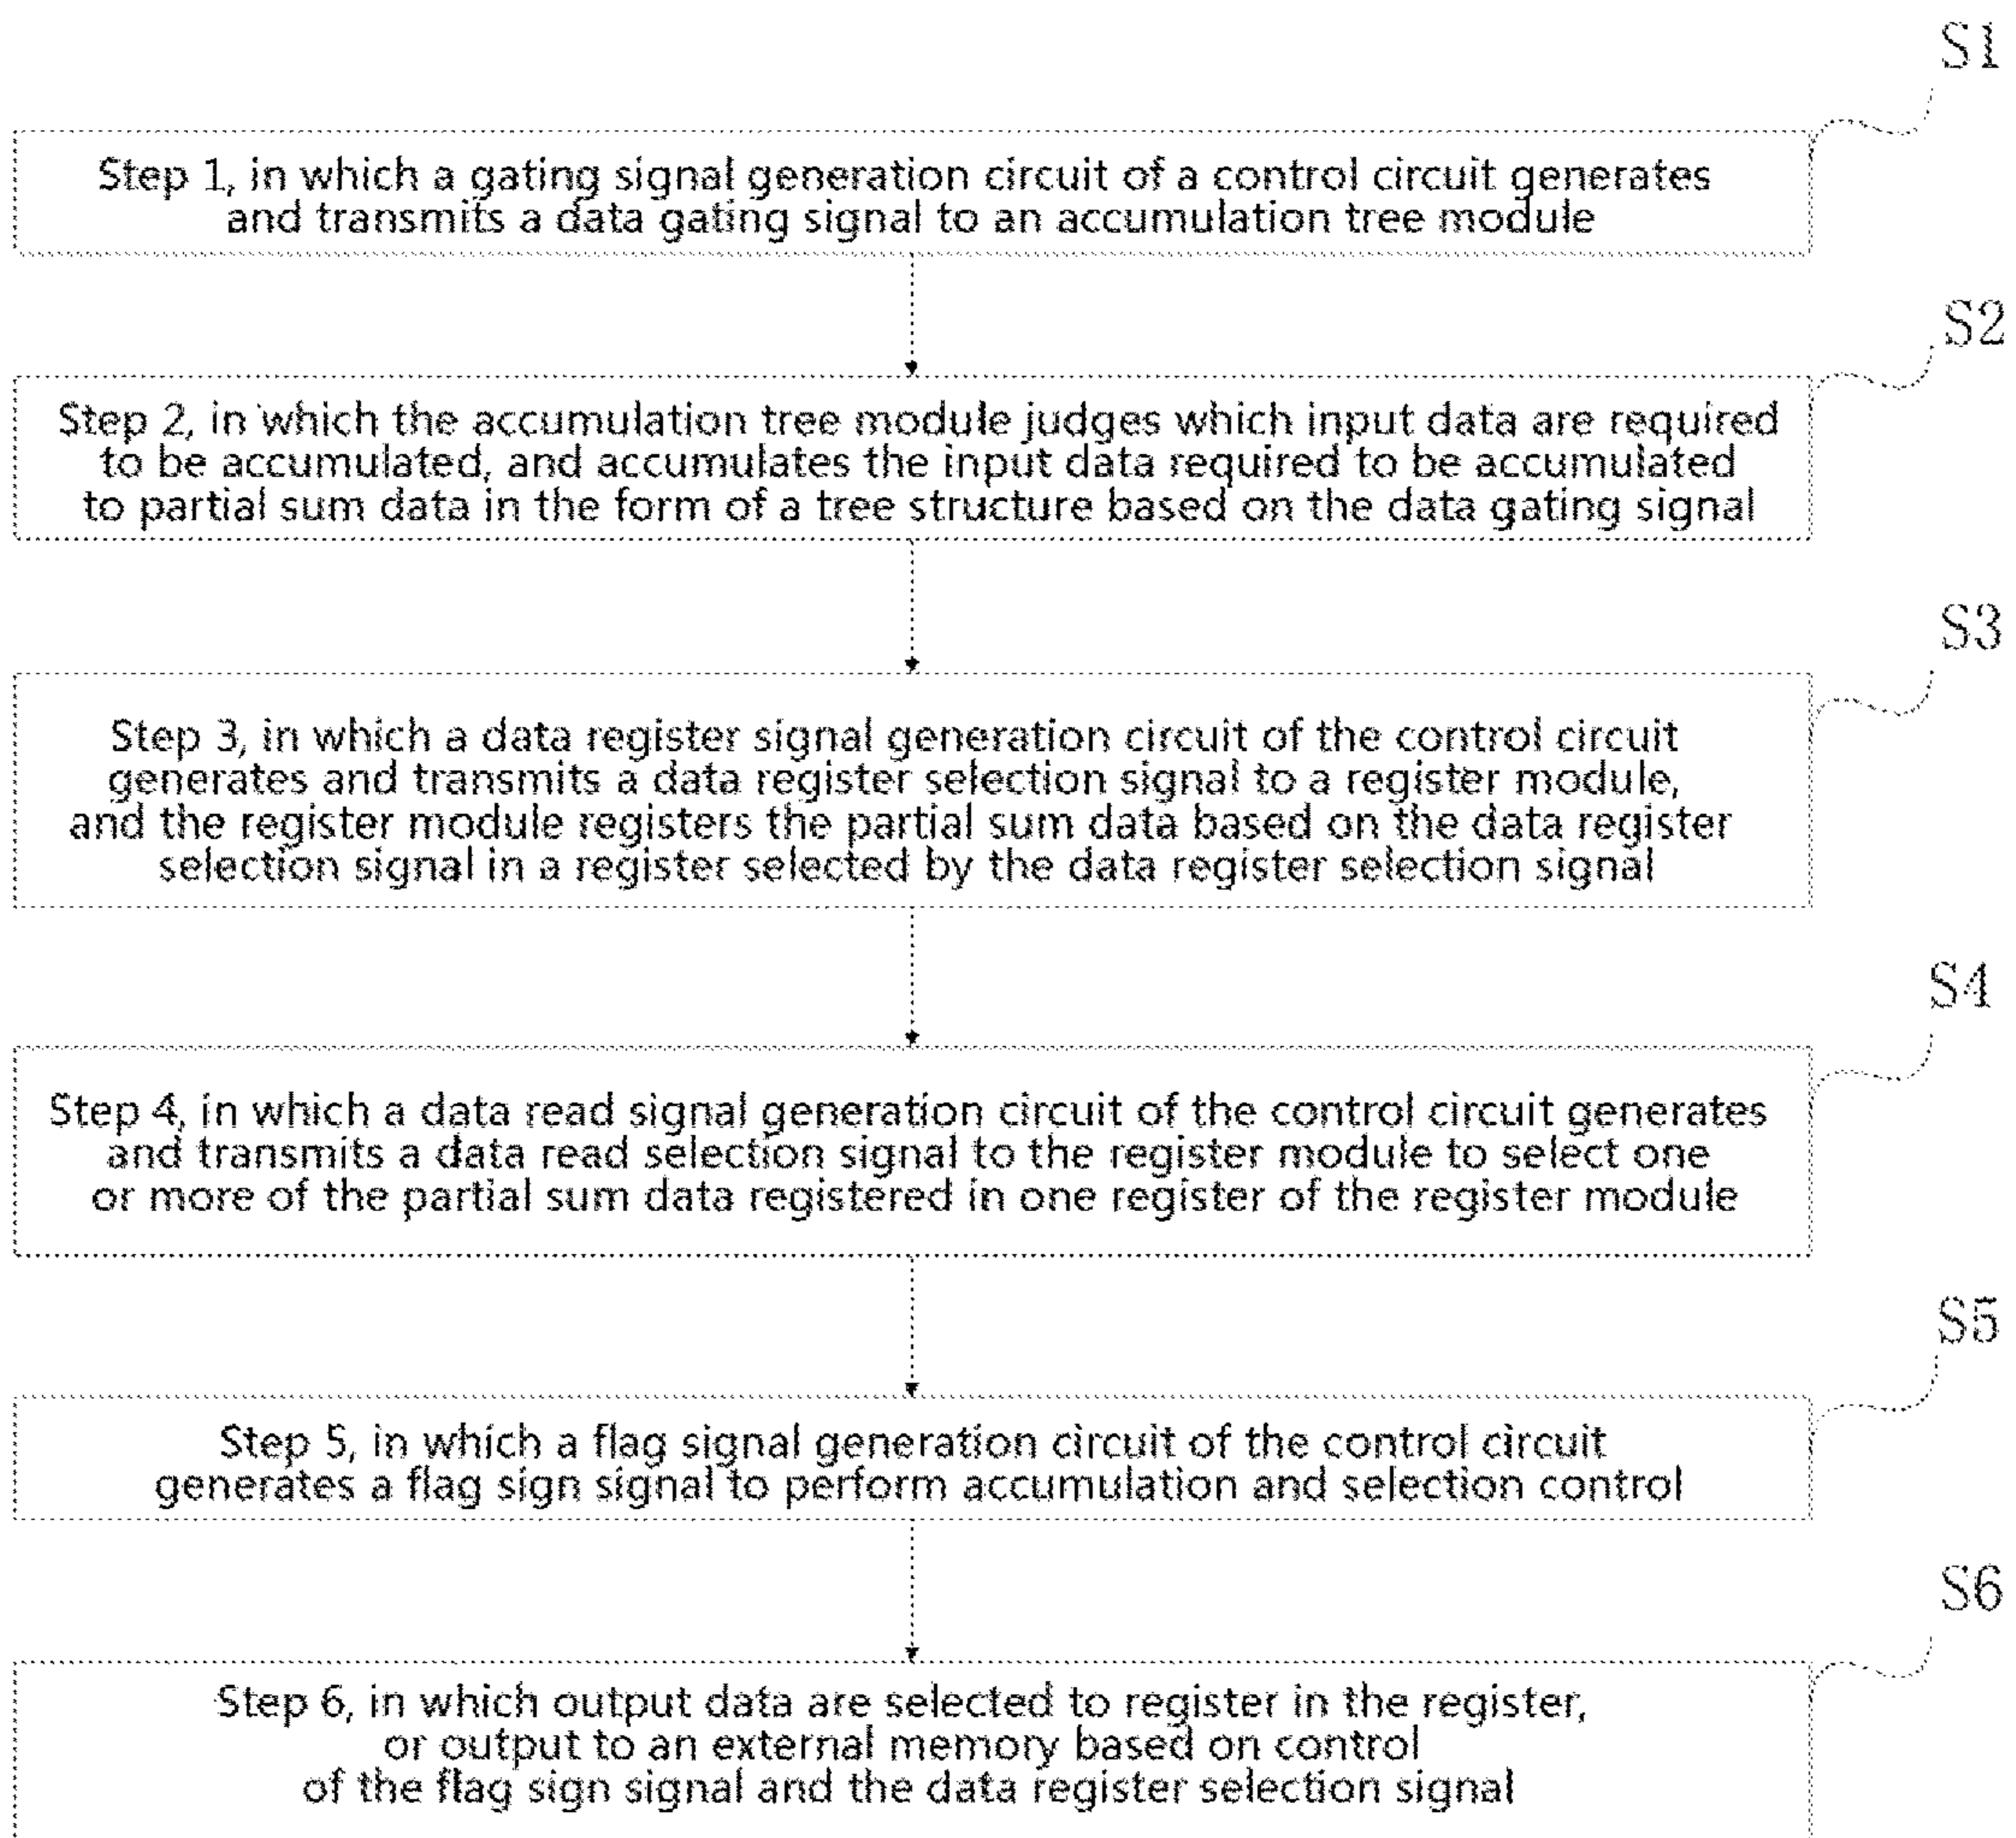 S1
Step 1, in which a gating signal generation circuit of a control circuit generates
and transmits a data gating signal to an accumulation tree module
S2
Step 2, in which the accumulation tree module judges which input data are required
to be accumulated, and accumulates the input data required to be accumulated
to partial sum data in the form of a tree structure based on the data gating signal
S3
Step 3, in which a data register signal generation circuit of the control circuit
generates and transmits a data register selection signal to a register module,
and the register module registers the partial sum data based on the data register
selection signal in a register selected by the data register selection signal
S4
Step 4, in which a data read signal generation circuit of the control circuit generates
and transmits a data read selection signal to the register module to select one
or more of the partial sum data registered in one register of the register module
S5
Step 5, in which a flag signal generation circuit of the control circuit
generates a flag sign signal to perform accumulation and selection control
S6
Step 6, in which output data are selected to register in the register,
or output to an external memory based on control
of the flag sign signal and the data register selection signal